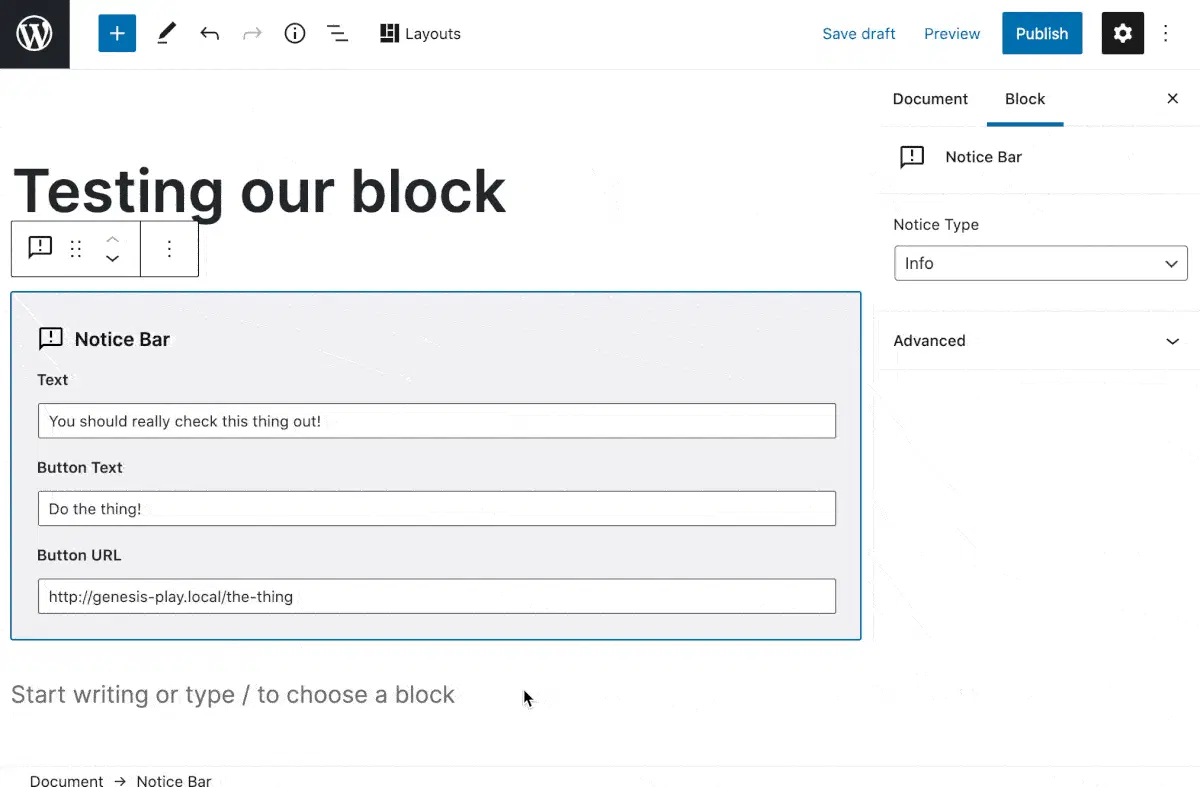 Layouts
Save draft
Preview
Publish
Document
Block
Notice Bar
Notice Type
Info
Advanced
Testing our block
Notice Bar
Text
You should really check this thing out!
Button Text
Do the thing!
Button URL
http://genesis-play.local/the-thing
Start writing or type / to choose a block
Document → Notice Bar